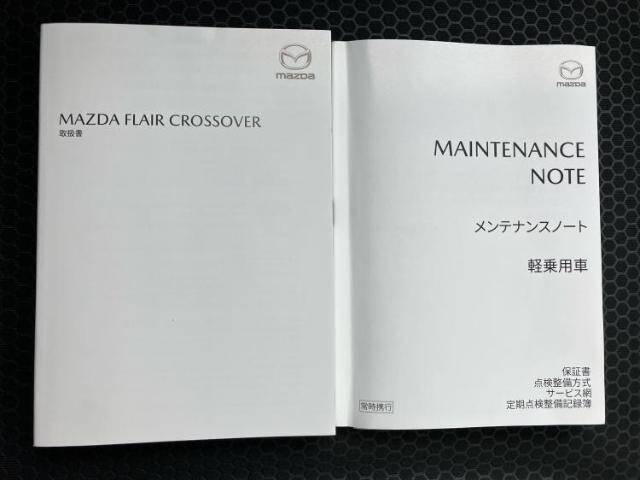 mazda
MAZDA FLAIR CROSSOVER
取扱書
mazda
MAINTENANCE
NOTE
メンテナンスノート
軽乗用車
保証書
点検整備方式
サービス網
定期点検整備記録簿
常時携行